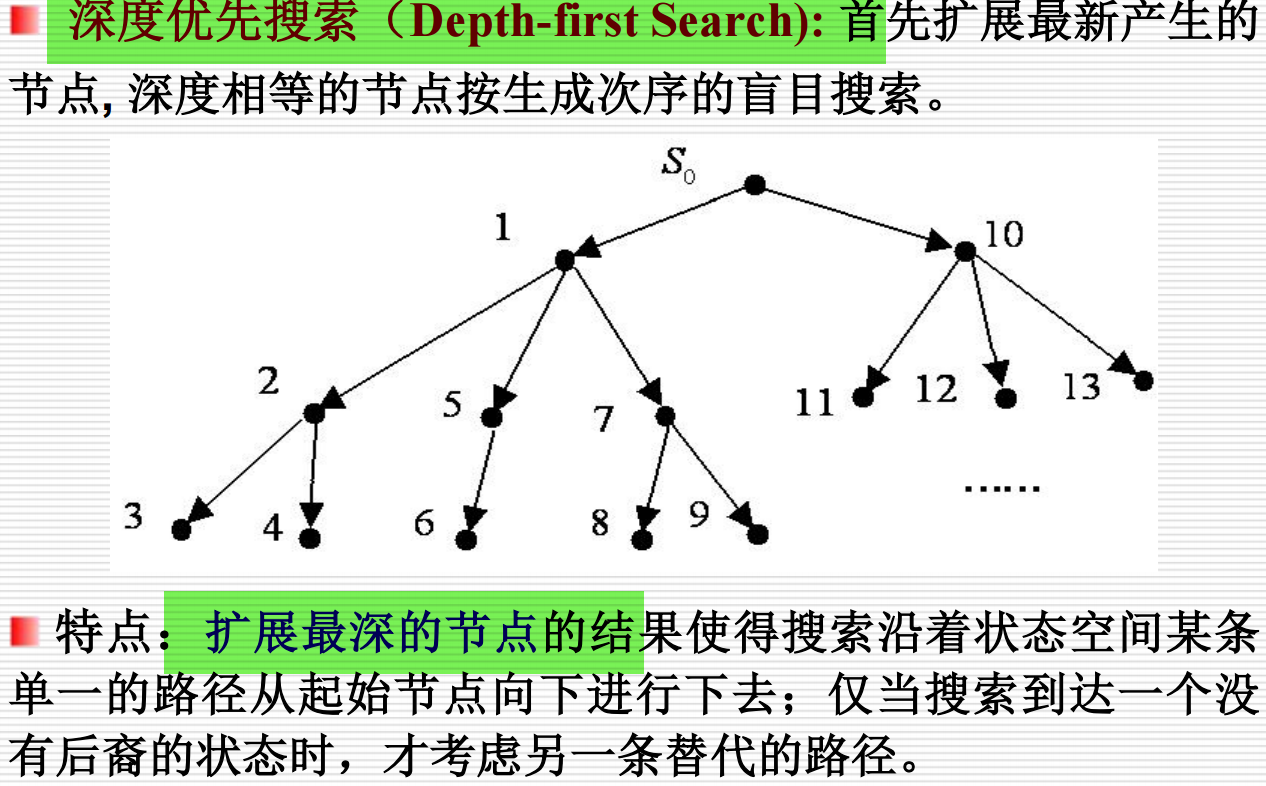 深度优先搜索（Depth-first Search): 首先扩展最新产生的
节点, 深度相等的节点按生成次序的盲目搜索。
S0
1
10
2
5
7
11
12
13
3
4
6
8
9
……
特点：扩展最深的节点的结果使得搜索沿着状态空间某条
单一的路径从起始节点向下进行下去；仅当搜索到达一个没
有后裔的状态时，才考虑另一条替代的路径。